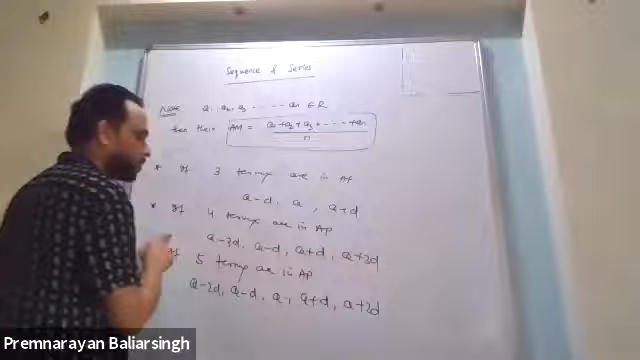 Sequence & Series
Note a₁, a₂, a₃ ...... an ∈ R
then their AM = a₁+a₂+a₃+.....+an
n
* If 3 terms are in AP
a-d, a, a+d
* If 4 terms are in AP
a-3d, a-d, a+d, a+3d
If 5 terms are in AP
a-2d, a-d, a, a+d, a+2d
Premnarayan Baliarsingh